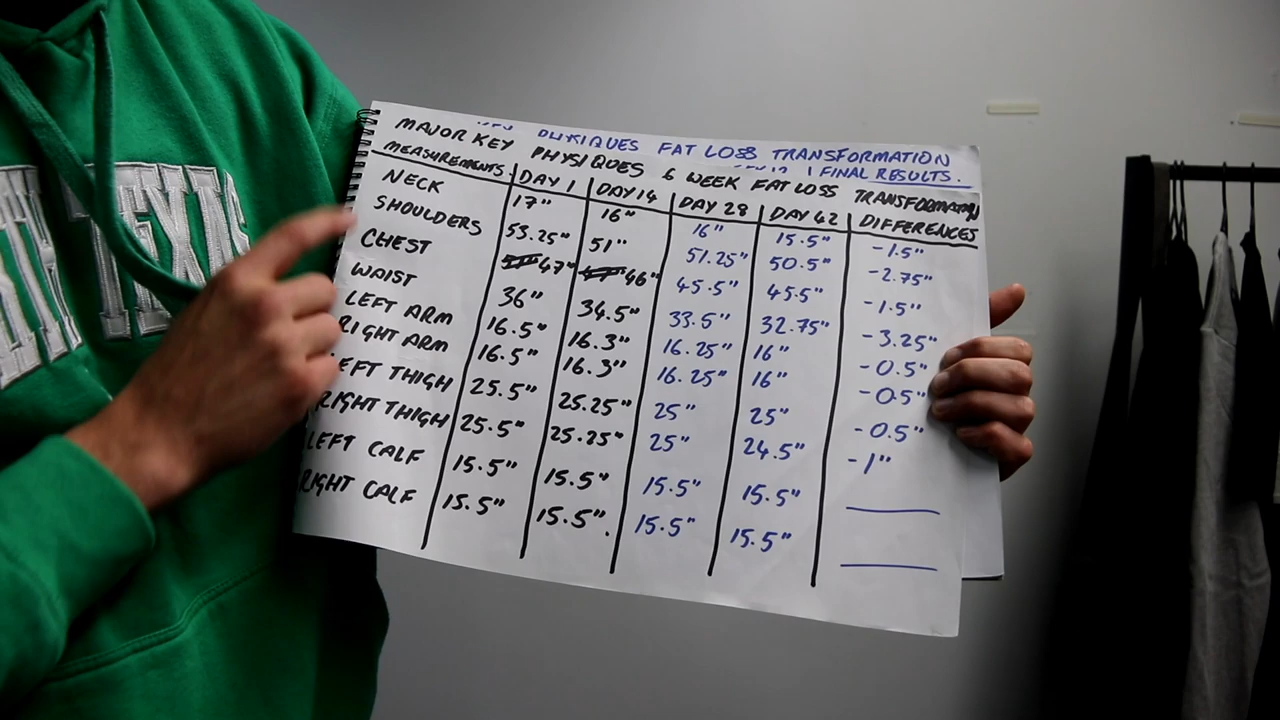 PHYSIQUES FAT LOSS TRANSFORMATION
FINAL RESULTS.
MAJOR KEY PHYSIQUES 6 WEEK FAT LOSS TRANSFORMATION
MEASUREMENTS DAY 1 DAY 14 DAY 28 DAY 42 DIFFERENCES
NECK 17" 16" 16" 15.5" -1.5"
SHOULDERS 53.25" 51" 51.25" 50.5" -2.75"
CHEST 47" 46" 45.5" 45.5" -1.5"
WAIST 36" 34.5" 33.5" 32.75" -3.25"
LEFT ARM 16.5" 16.3" 16.25" 16" -0.5"
RIGHT ARM 16.5" 16.3" 16.25" 16" -0.5"
LEFT THIGH 25.5" 25.25" 25" 25" -0.5"
RIGHT THIGH 25.5" 25.25" 25" 24.5" -1"
LEFT CALF 15.5" 15.5" 15.5" 15.5"
RIGHT CALF 15.5" 15.5". 15.5" 15.5"